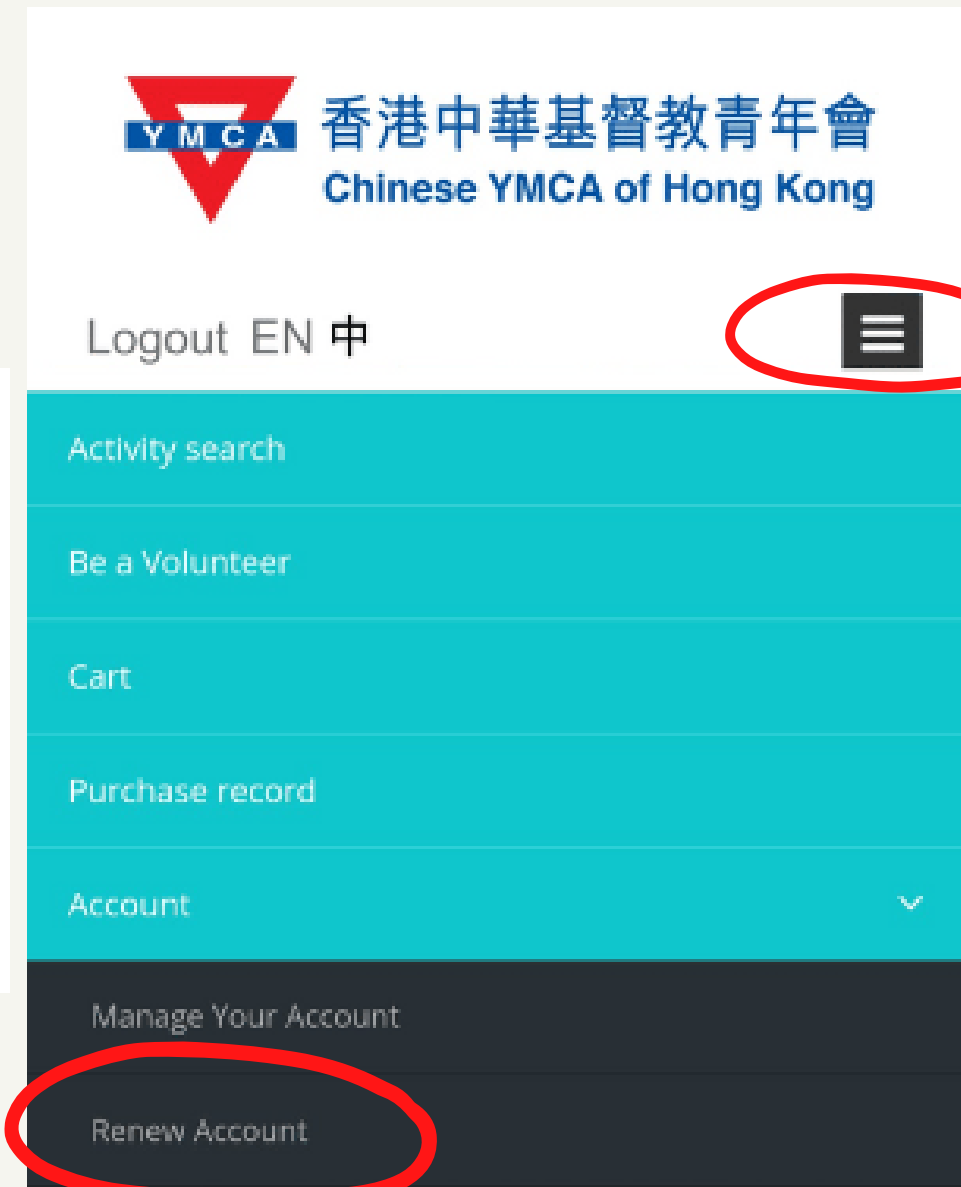 YMCA
香港中華基督教青年會
Chinese YMCA of Hong Kong
Logout EN 中
Activity search
Be a Volunteer
Cart
Purchase record
Account
Manage Your Account
Renew Account